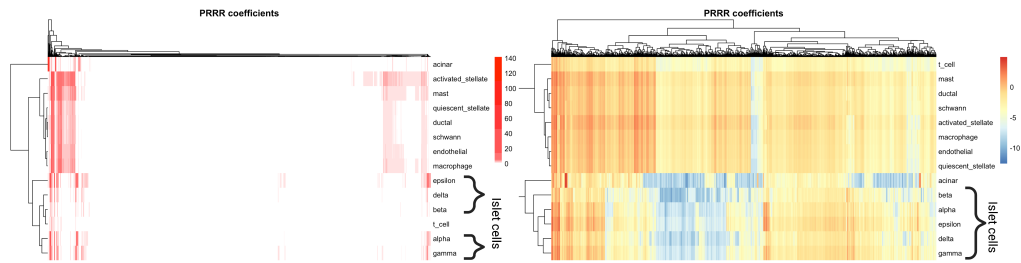 PRRR coefficients
acinar
activated_stellate
mast
quiescent_stellate
ductal
schwann
endothelial
macrophage
epsilon
delta
beta
t_cell
alpha
gamma
140
120
100
80
60
40
20
0
Islet cells
PRRR coefficients
t_cell
mast
ductal
schwann
activated_stellate
macrophage
quiescent_stellate
acinar
beta
alpha
epsilon
delta
gamma
5
0
-5
-10
Islet cells